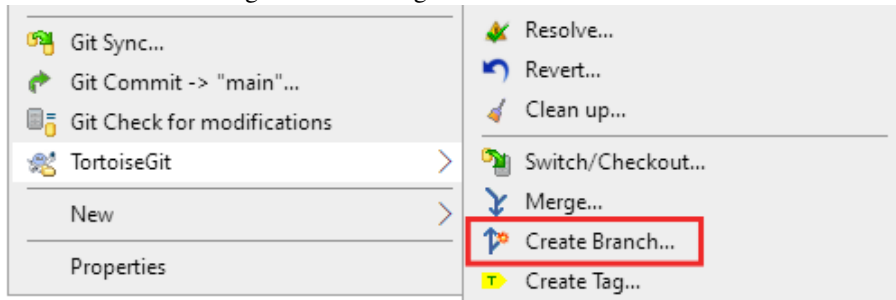 Git Sync...
Git Commit -> "main"...
Git Check for modifications
TortoiseGit
New
Properties
Resolve...
Revert...
Clean up...
Switch/Checkout...
Merge...
Create Branch...
T
Create Tag...